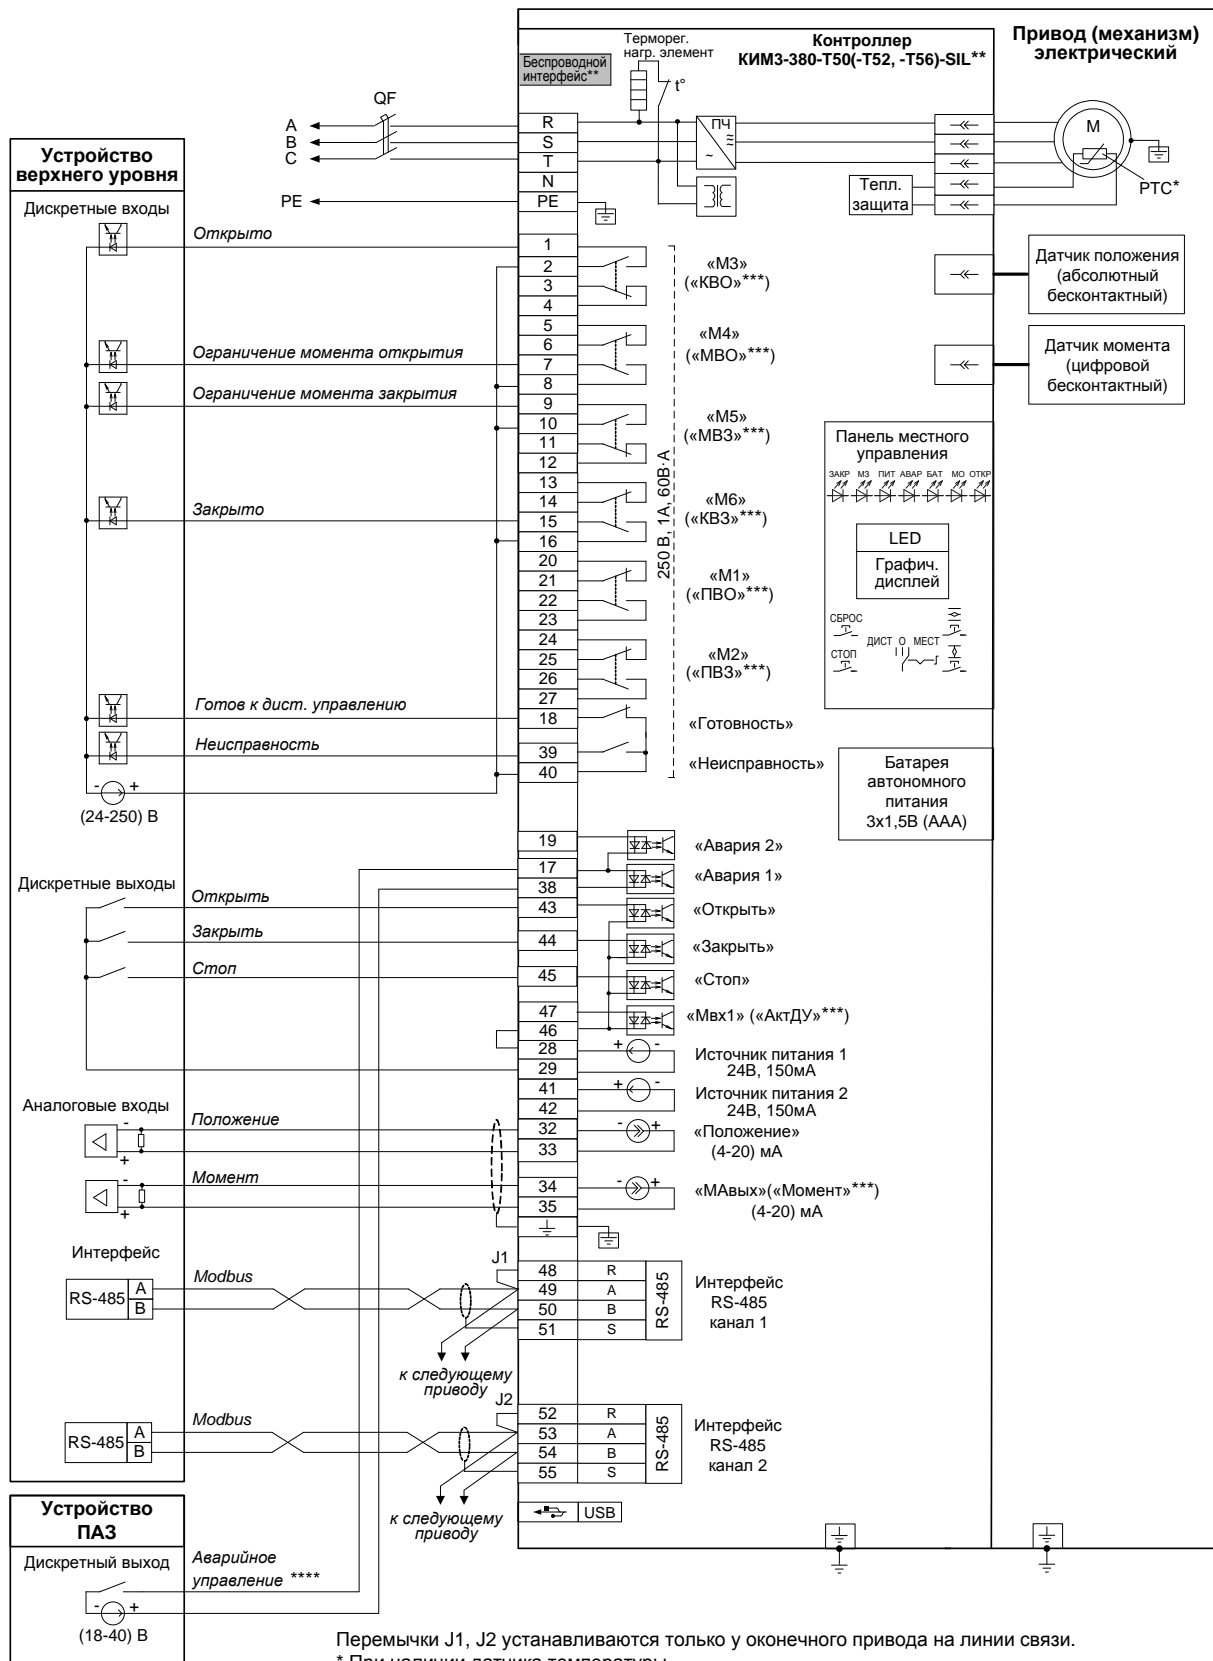 Привод (механизм)
электрический
Контроллер
КИМ3-380-Т50(-Т52, -Т56)-SIL**
Терморег.
нагр. элемент
t°
Беспроводной
интерфейс**
QF
A
B
C
PE
R
S
T
N
PE
ПЧ
~
M
PTC*
Тепл.
защита
Устройство
верхнего уровня
Дискретные входы
Открыто
Ограничение момента открытия
Ограничение момента закрытия
Закрыто
Готов к дист. управлению
Неисправность
- +
(24-250) В
1
2
3
4
5
6
7
8
9
10
11
12
13
14
15
16
20
21
22
23
24
25
26
27
18
39
40
«М3»
(«КВО»***)
«М4»
(«МВО»***)
«М5»
(«МВЗ»***)
«М6»
(«КВЗ»***)
«М1»
(«ПВО»***)
«М2»
(«ПВЗ»***)
«Готовность»
«Неисправность»
250 В, 1А, 60В·А
Датчик положения
(абсолютный
бесконтактный)
Датчик момента
(цифровой
бесконтактный)
Панель местного
управления
ЗАКР МЗ ПИТ АВАР БАТ МО ОТКР
LED
Графич.
дисплей
СБРОС
ДИСТ О МЕСТ
СТОП
Батарея
автономного
питания
3х1,5В (ААА)
19
17
38
43
44
45
47
46
28
29
41
42
32
33
34
35
«Авария 2»
«Авария 1»
«Открыть»
«Закрыть»
«Стоп»
«Мвх1» («АктДУ»***)
+ -
Источник питания 1
24В, 150мА
+ -
Источник питания 2
24В, 150мА
- +
«Положение»
(4-20) мА
- +
«МАвых»(«Момент»***)
(4-20) мА
Дискретные выходы
Открыть
Закрыть
Стоп
Аналоговые входы
Положение
-
+
Момент
-
+
Интерфейс
RS-485
A
B
Modbus
J1
48 R
49 A
50 B
51 S
RS-485
Интерфейс
RS-485
канал 1
к следующему
приводу
RS-485
A
B
Modbus
J2
52 R
53 A
54 B
55 S
RS-485
Интерфейс
RS-485
канал 2
к следующему
приводу
USB
Устройство
ПАЗ
Дискретный выход
Аварийное
управление ****
- +
(18-40) В
Перемычки J1, J2 устанавливаются только у оконечного привода на линии связи.
* При наличии датчика температуры